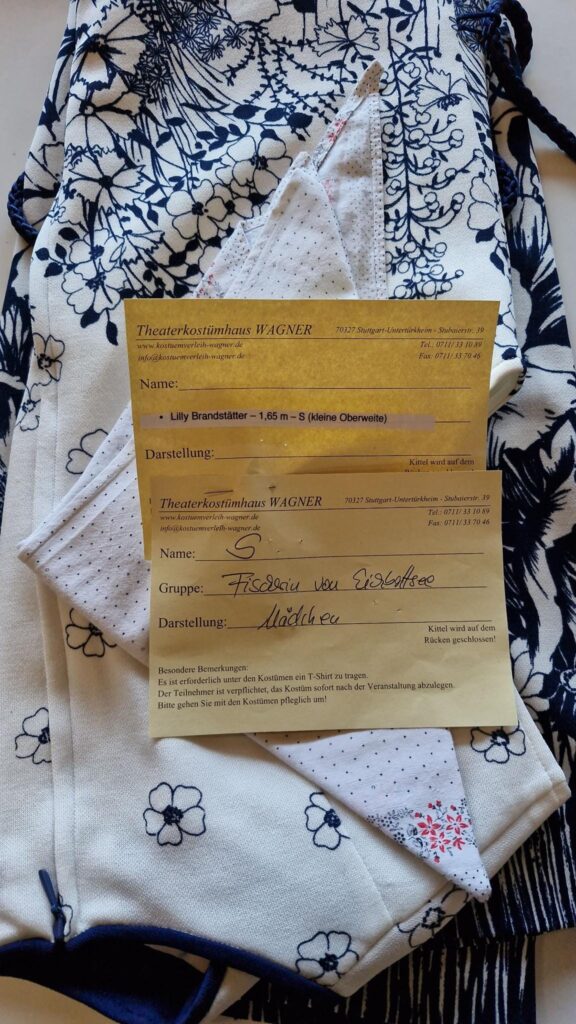 Theaterkostümhaus WAGNER 70327 Stuttgart-Untertürkheim - Stubaierstr. 39
www.kostuemverleih-wagner.de Tel.: 0711/ 33 10 89
info@kostuemverleih-wagner.de Fax: 0711/ 33 70 46
Name:
• Lilly Brandstätter – 1,65 m – S (kleine Oberweite)
Darstellung:
Kittel wird auf dem
Theaterkostümhaus WAGNER 70327 Stuttgart-Untertürkheim - Stubaierstr. 39
www.kostuemverleih-wagner.de Tel.: 0711/ 33 10 89
info@kostuemverleih-wagner.de Fax: 0711/ 33 70 46
Name: S
Gruppe: Fischerin von
Darstellung: Mädchen
Kittel wird auf dem
Rücken geschlossen!
Besondere Bemerkungen:
Es ist erforderlich unter den Kostümen ein T-Shirt zu tragen.
Der Teilnehmer ist verpflichtet, das Kostüm sofort nach der Veranstaltung abzulegen.
Bitte gehen Sie mit den Kostümen pfleglich um!